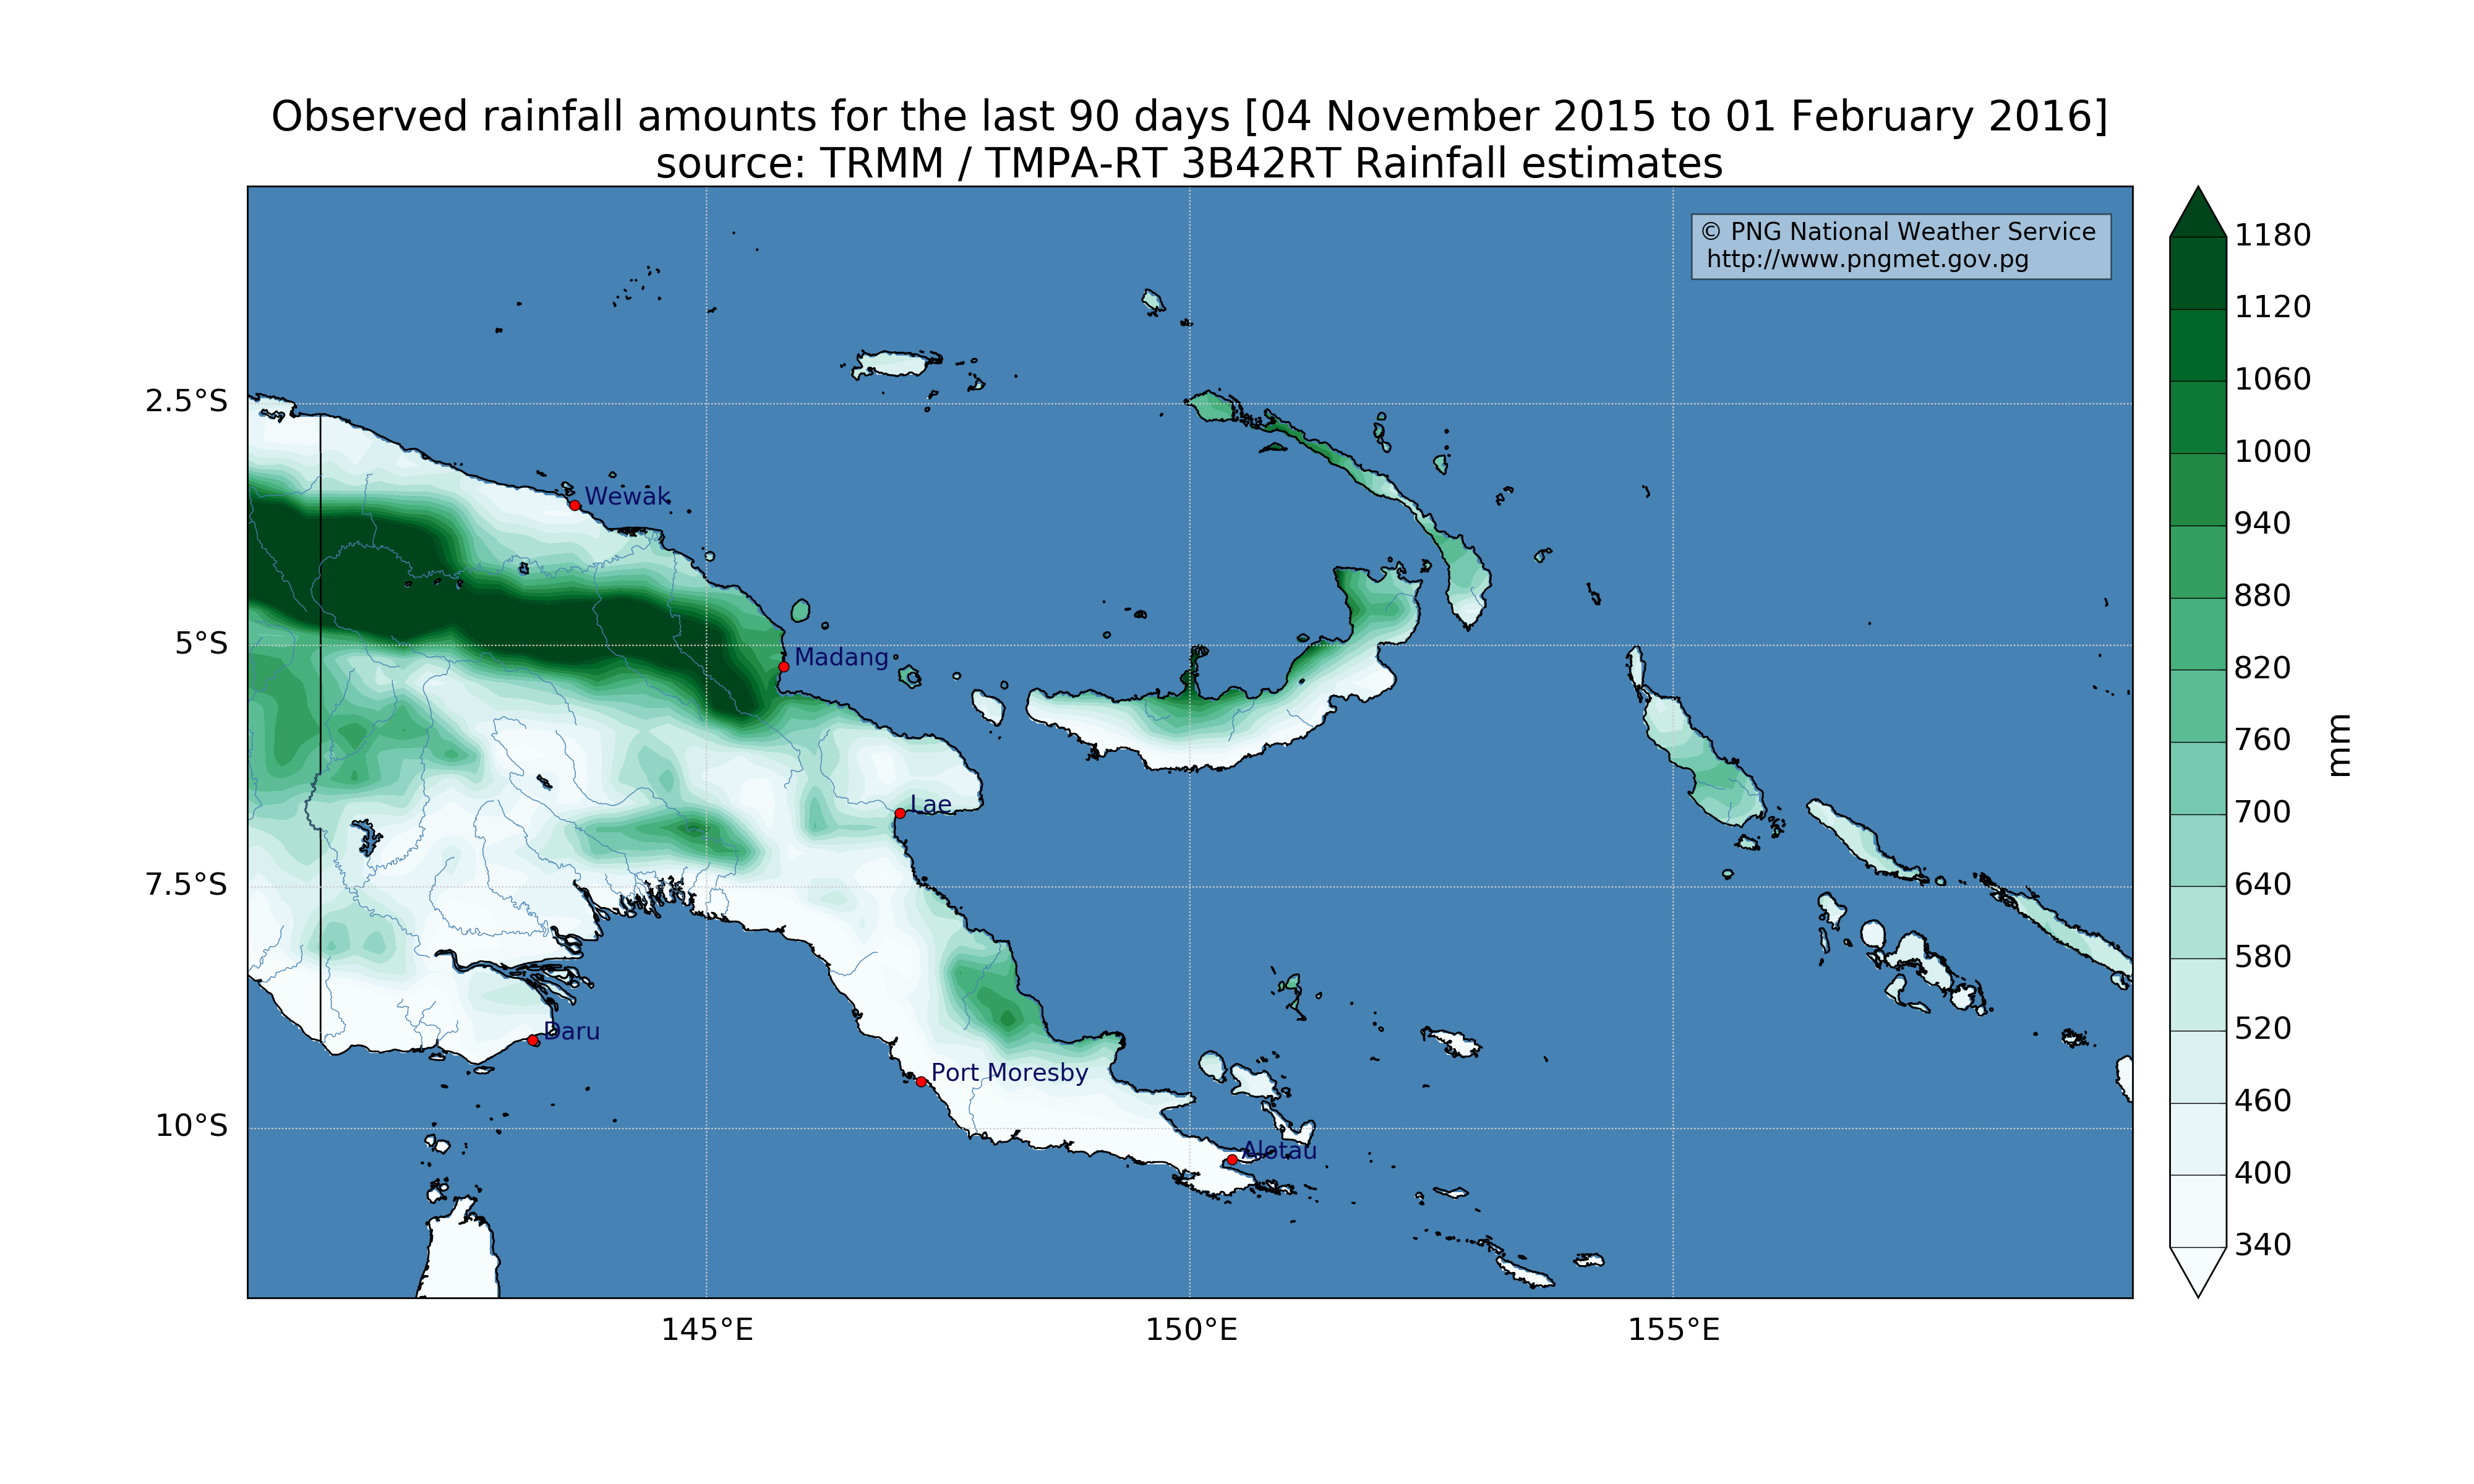 Observed rainfall amounts for the last 90 days [04 November 2015 to 01 February 2016]
source: TRMM / TMPA-RT 3B42RT Rainfall estimates
© PNG National Weather Service
http://www.pngmet.gov.pg
2.5°S
5°S
7.5°S
10°S
Wewak
Madang
Lae
Daru
Port Moresby
Alotau
145°E
150°E
155°E
1180
1120
1060
1000
940
880
820
760
700
640
580
520
460
400
340
mm